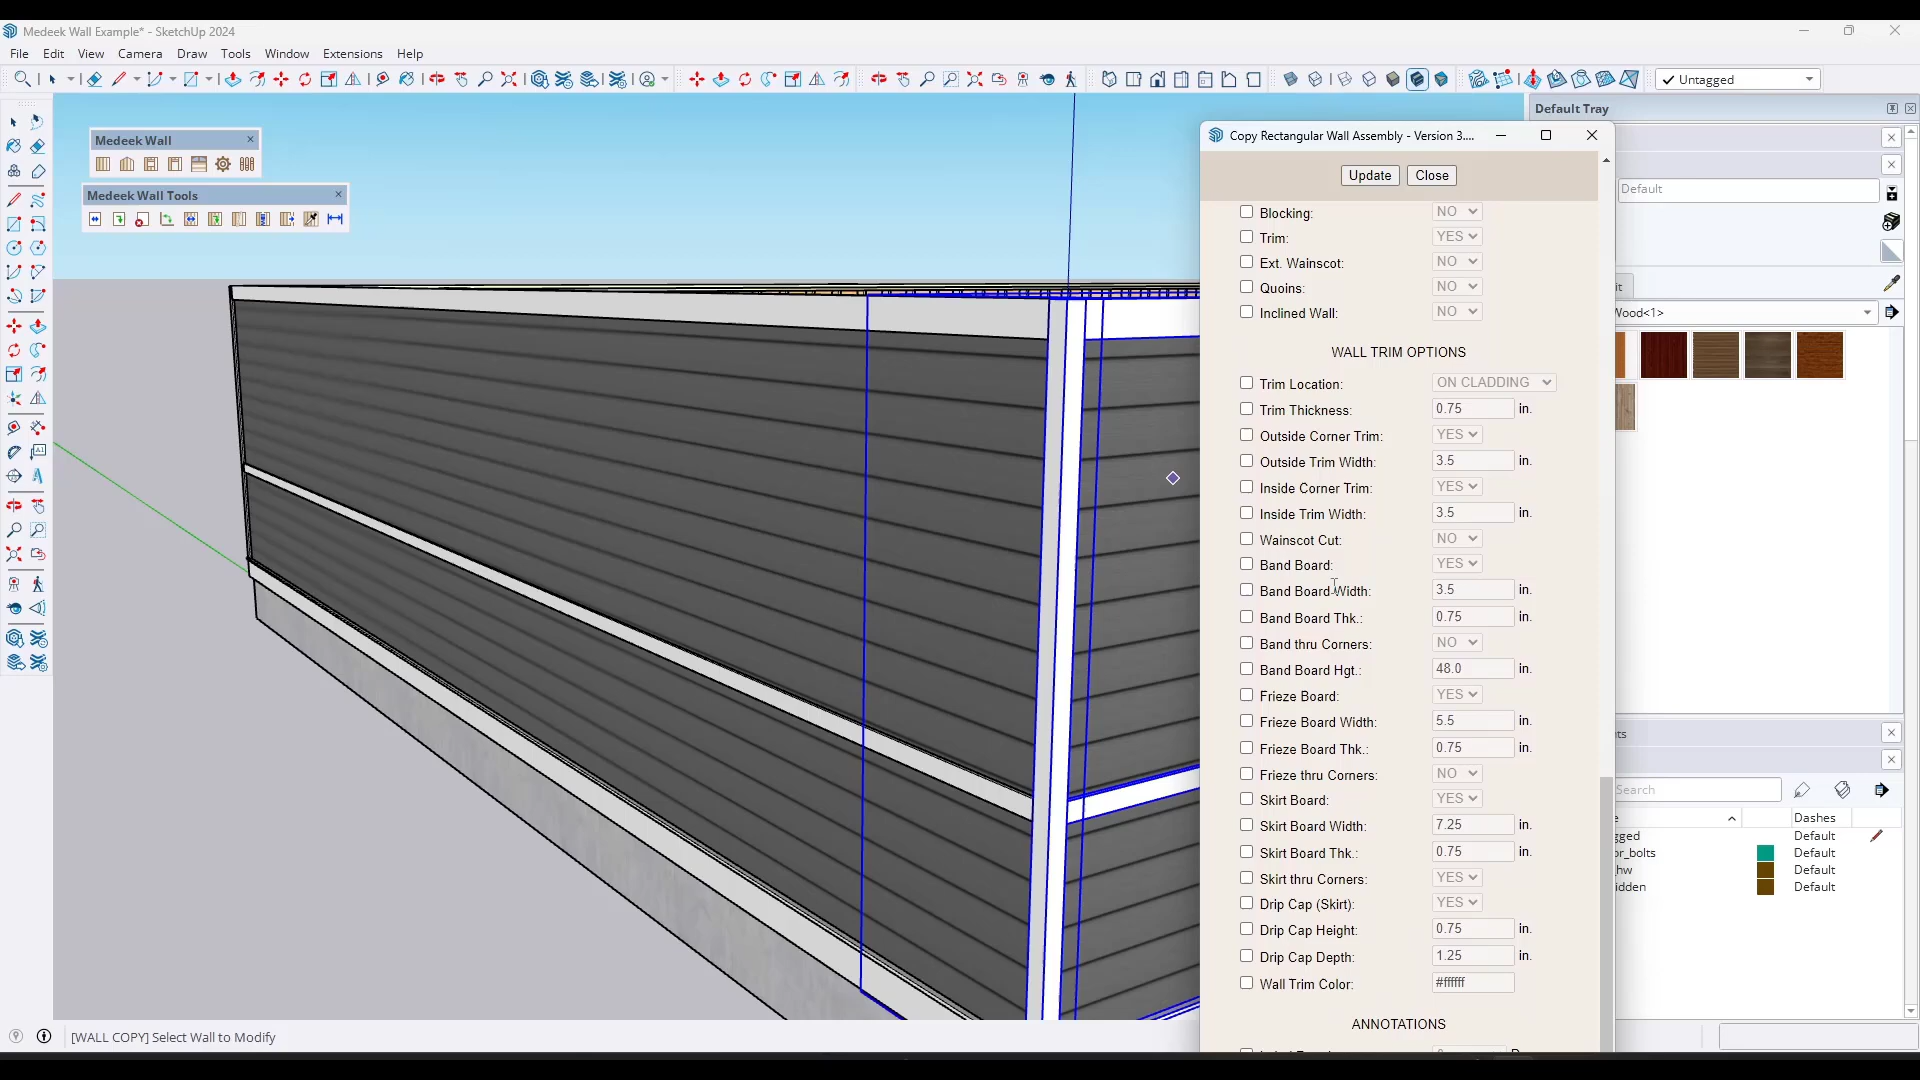 Medeek Wall Example* - SketchUp 2024
File Edit View Camera Draw Tools Window Extensions Help
Untagged
Default Tray
Medeek Wall
Medeek Wall Tools
Copy Rectangular Wall Assembly - Version 3....
Update Close
Default
Blocking: NO
Trim: YES
Ext. Wainscot: NO
Quoins: NO
Inclined Wall: NO
WALL TRIM OPTIONS
Trim Location: ON CLADDING
Trim Thickness: 0.75 in.
Outside Corner Trim: YES
Outside Trim Width: 3.5 in.
Inside Corner Trim: YES
Inside Trim Width: 3.5 in.
Wainscot Cut: NO
Band Board: YES
Band Board Width: 3.5 in.
Band Board Thk.: 0.75 in.
Band thru Corners: NO
Band Board Hgt.: 48.0 in.
Frieze Board: YES
Frieze Board Width: 5.5 in.
Frieze Board Thk.: 0.75 in.
Frieze thru Corners: NO
Skirt Board: YES
Skirt Board Width: 7.25 in.
Skirt Board Thk.: 0.75 in.
Skirt thru Corners: YES
Drip Cap (Skirt): YES
Drip Cap Height: 0.75 in.
Drip Cap Depth: 1.25 in.
Wall Trim Color: #ffffff
ANNOTATIONS
it
Wood<1>
ts
Search
e Dashes
gged Default
or_bolts Default
hw Default
idden Default
[WALL COPY] Select Wall to Modify